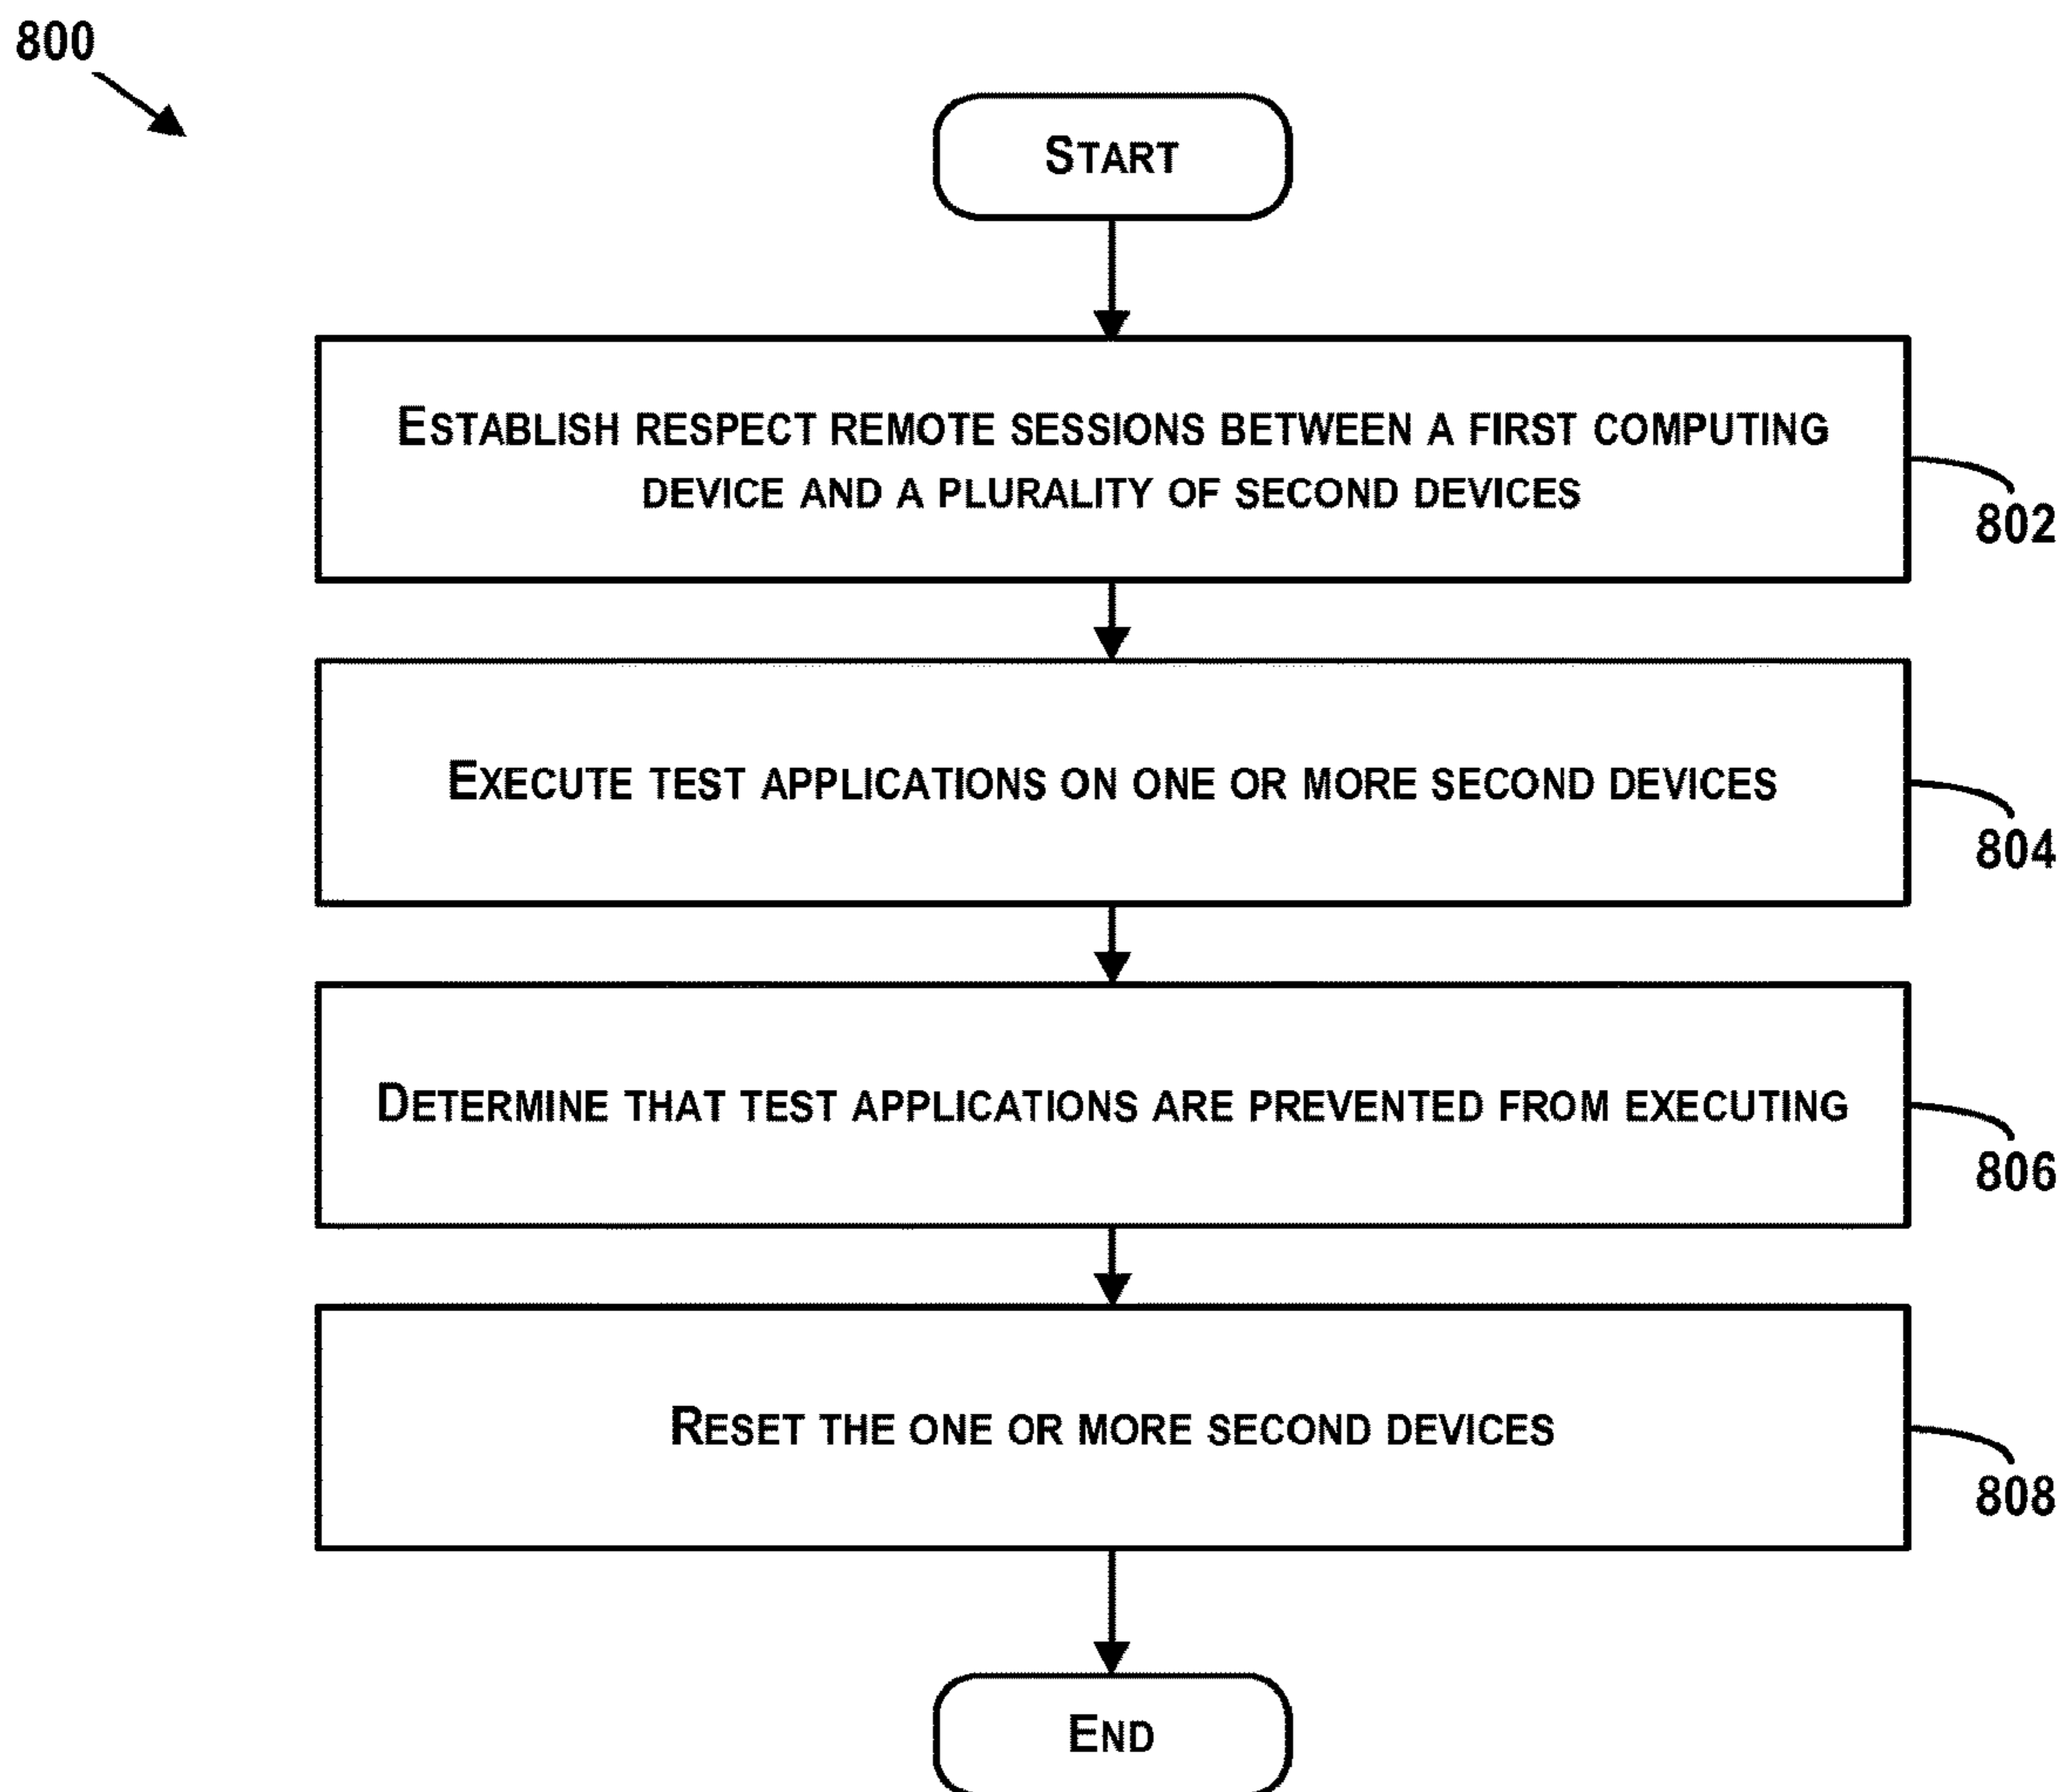 800
START
ESTABLISH RESPECT REMOTE SESSIONS BETWEEN A FIRST COMPUTING
DEVICE AND A PLURALITY OF SECOND DEVICES
802
EXECUTE TEST APPLICATIONS ON ONE OR MORE SECOND DEVICES
804
DETERMINE THAT TEST APPLICATIONS ARE PREVENTED FROM EXECUTING
806
RESET THE ONE OR MORE SECOND DEVICES
808
END